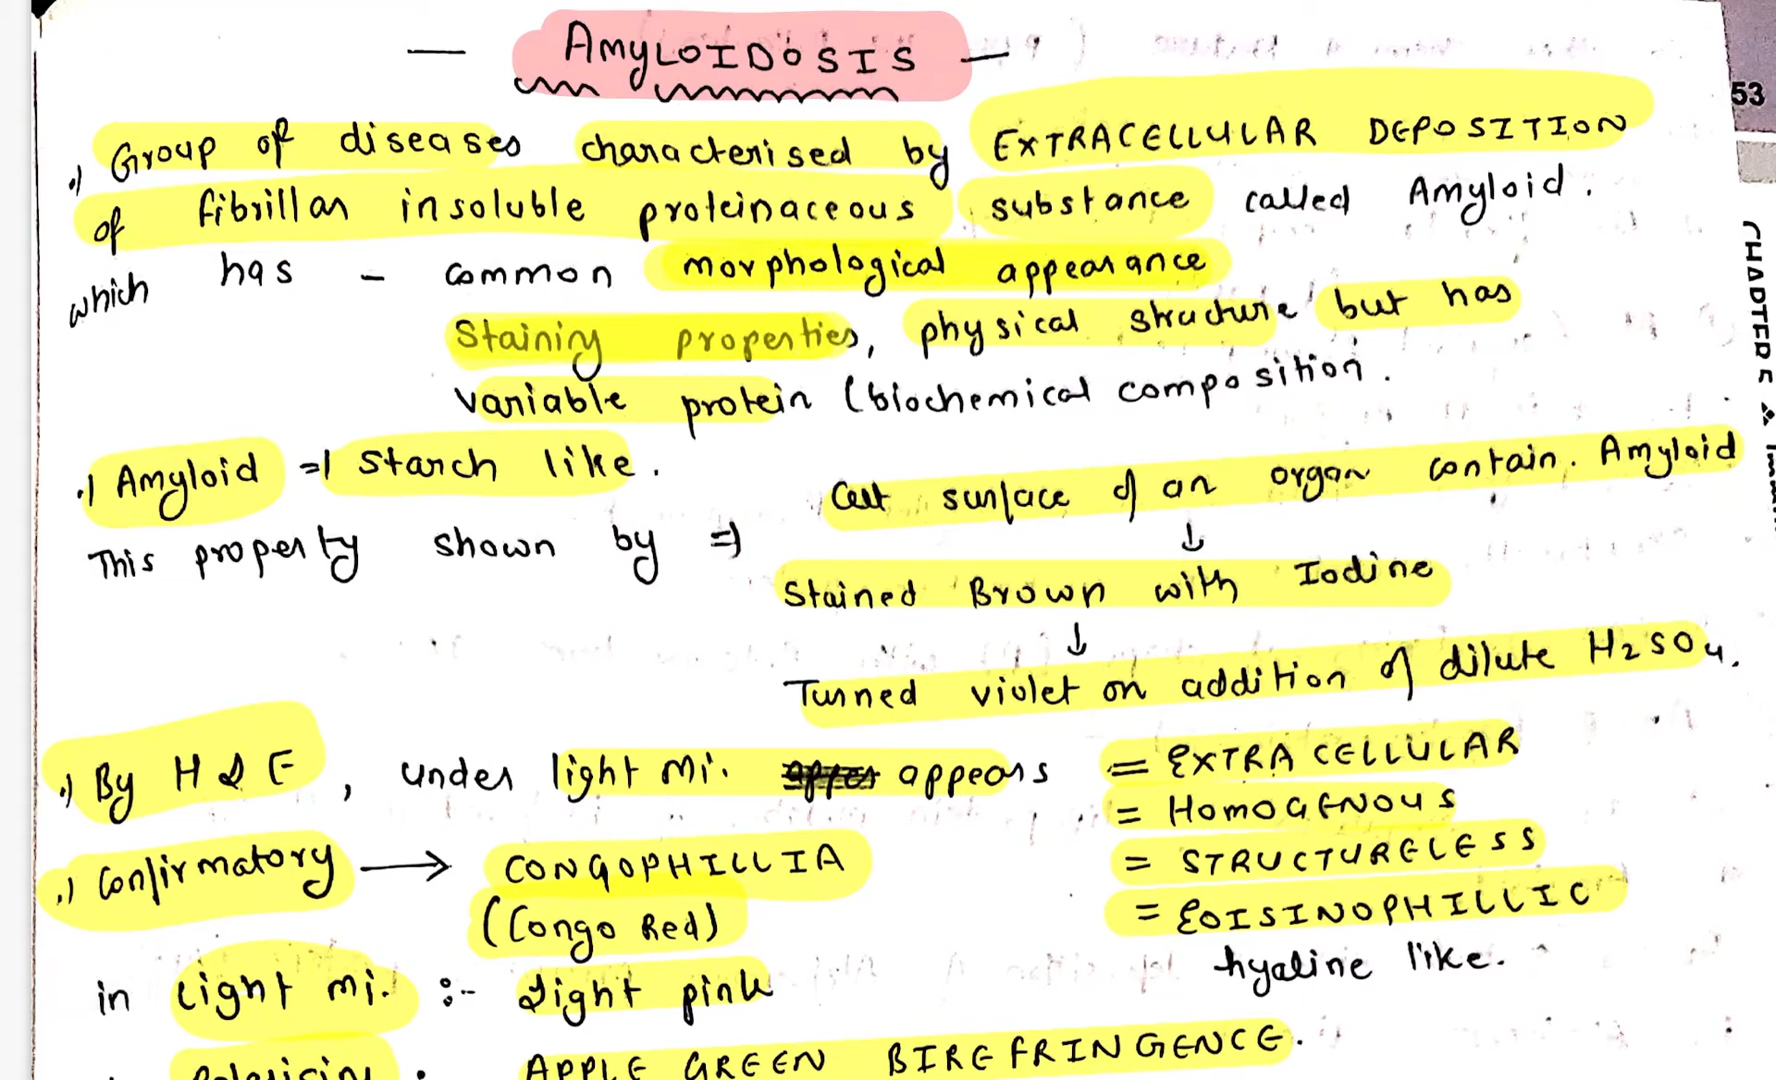 — AMYLOIDOSIS —
•) Group of diseases characterised by EXTRACELLULAR DEPOSITION
of fibrillar insoluble proteinaceous substance called Amyloid.
which has – common morphological appearance
Staining properties, physical structure but has
variable protein (biochemical composition.
•) Amyloid => Starch like.
Cut surface of an organ contain. Amyloid
This property shown by =>
↓
Stained Brown with Iodine
↓
Turned violet on addition of dilute H2SO4.
•) By H & E, under light mi. appears = EXTRACELLULAR
= HOMOGENOUS
•) Confirmatory → CONGOPHILLIA
= STRUCTURELESS
(Congo Red)
= EOISINOPHILLIC
hyaline like.
in light mi. :- Light pink
APPLE GREEN BIREFRINGENCE.
53
CHAPTER 5